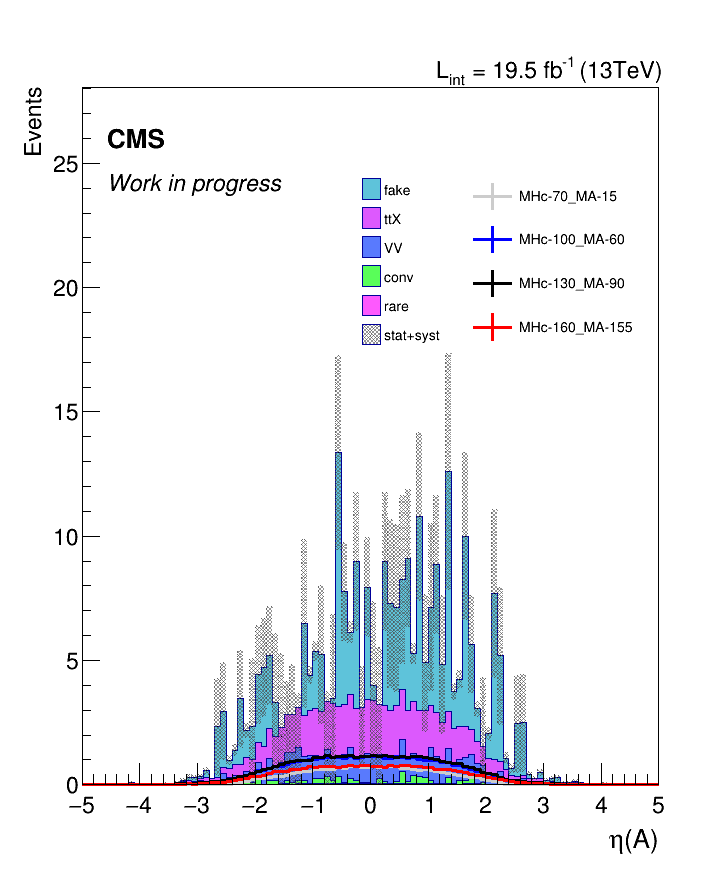 L_int = 19.5 fb^-1 (13TeV)
Events
CMS
Work in progress
fake
ttX
VV
conv
rare
stat+syst
MHc-70_MA-15
MHc-100_MA-60
MHc-130_MA-90
MHc-160_MA-155
25
20
15
10
5
0
−5 −4 −3 −2 −1 0 1 2 3 4 5
η(A)